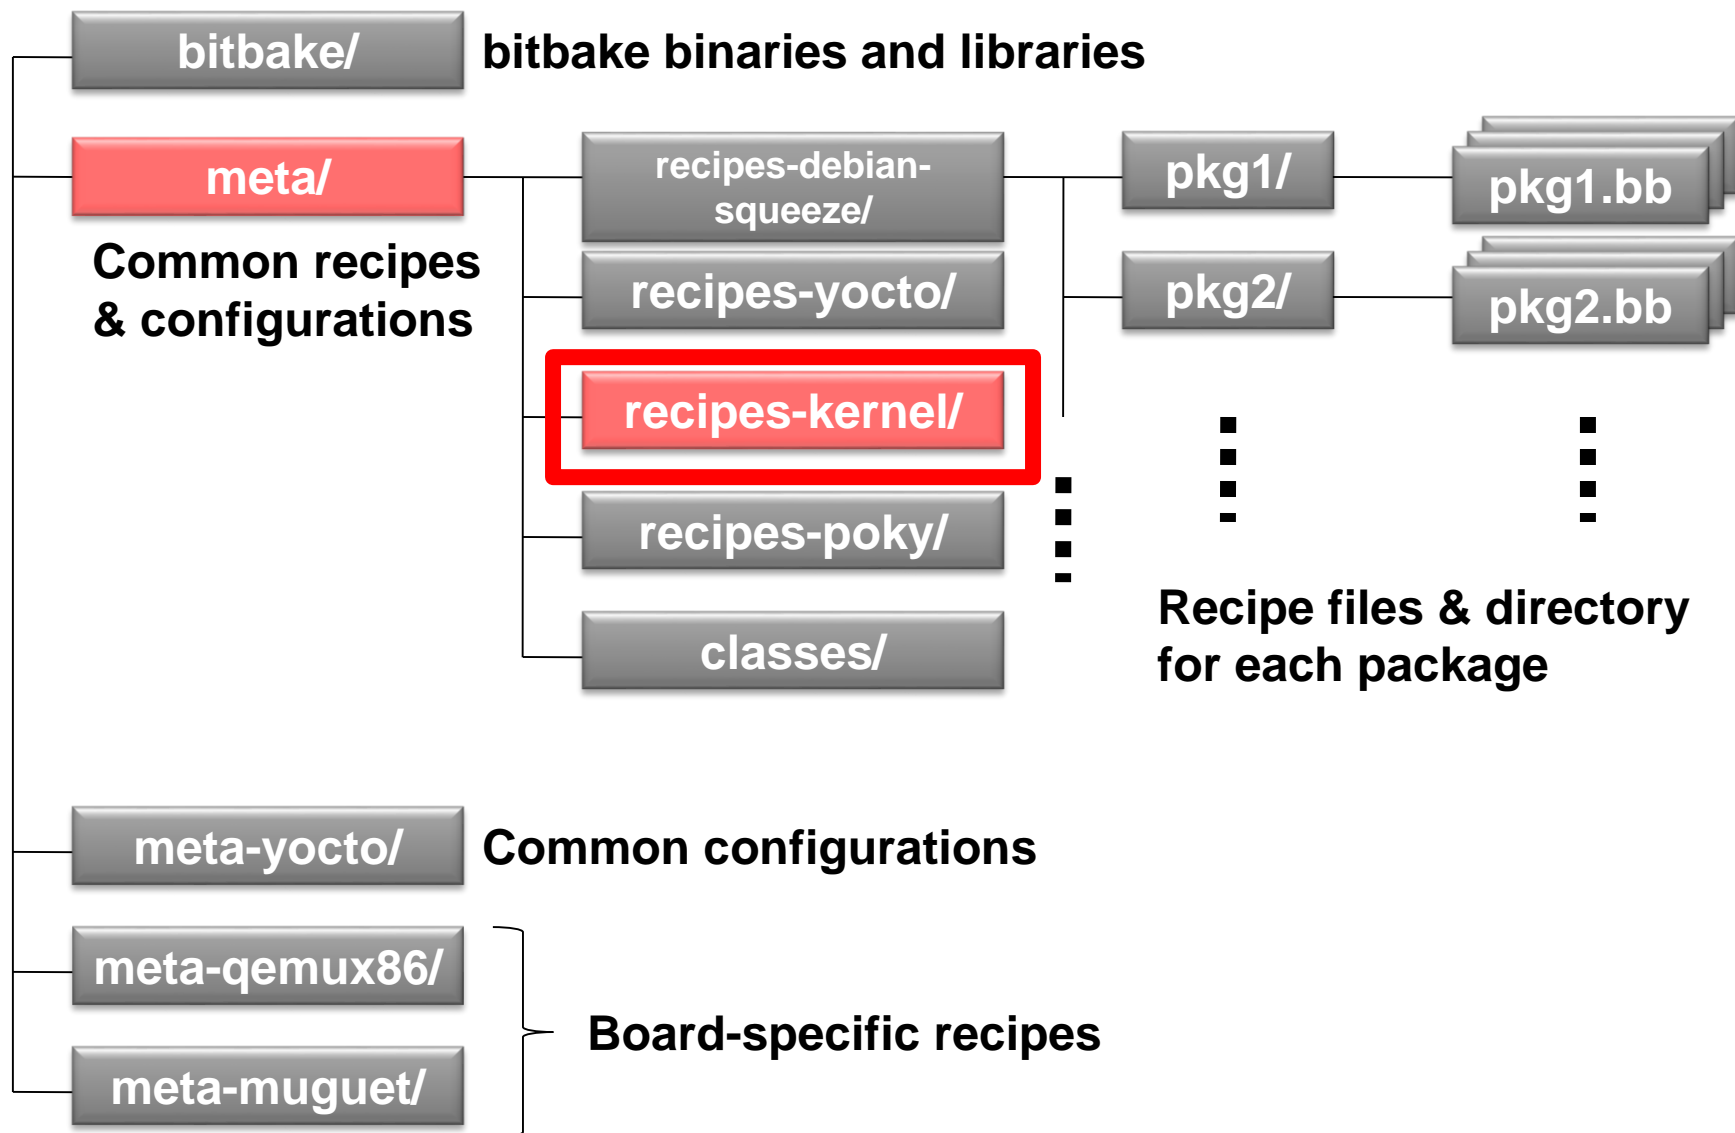 bitbake/
bitbake binaries and libraries
meta/
recipes-debian-
squeeze/
pkg1/
pkg1.bb
Common recipes
& configurations
recipes-yocto/
pkg2/
pkg2.bb
recipes-kernel/
recipes-poky/
Recipe files & directory
for each package
classes/
meta-yocto/
Common configurations
meta-qemux86/
Board-specific recipes
meta-muguet/